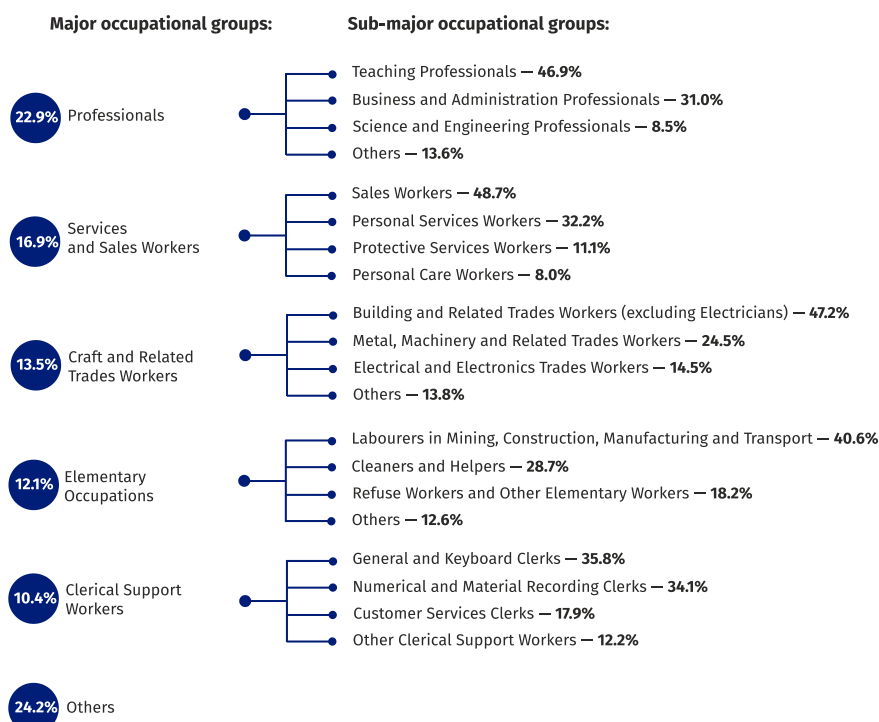 Major occupational groups:
Sub-major occupational groups:
22.9%
Professionals
Teaching Professionals — 46.9%
Business and Administration Professionals — 31.0%
Science and Engineering Professionals — 8.5%
Others — 13.6%
16.9%
Services
and Sales Workers
Sales Workers — 48.7%
Personal Services Workers — 32.2%
Protective Services Workers — 11.1%
Personal Care Workers — 8.0%
13.5%
Craft and Related
Trades Workers
Building and Related Trades Workers (excluding Electricians) — 47.2%
Metal, Machinery and Related Trades Workers — 24.5%
Electrical and Electronics Trades Workers — 14.5%
Others — 13.8%
12.1%
Elementary
Occupations
Labourers in Mining, Construction, Manufacturing and Transport — 40.6%
Cleaners and Helpers — 28.7%
Refuse Workers and Other Elementary Workers — 18.2%
Others — 12.6%
10.4%
Clerical Support
Workers
General and Keyboard Clerks — 35.8%
Numerical and Material Recording Clerks — 34.1%
Customer Services Clerks — 17.9%
Other Clerical Support Workers — 12.2%
24.2%
Others